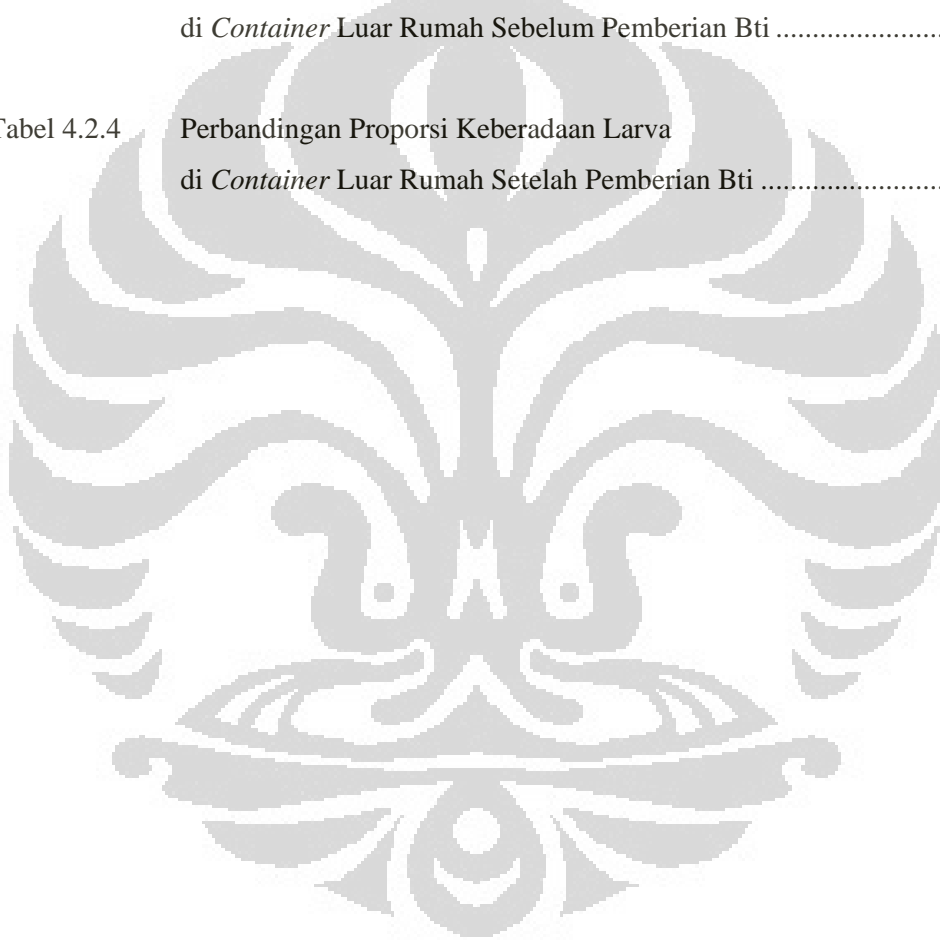 di Container Luar Rumah Sebelum Pemberian Bti .......................
Tabel 4.2.4 Perbandingan Proporsi Keberadaan Larva
di Container Luar Rumah Setelah Pemberian Bti .........................